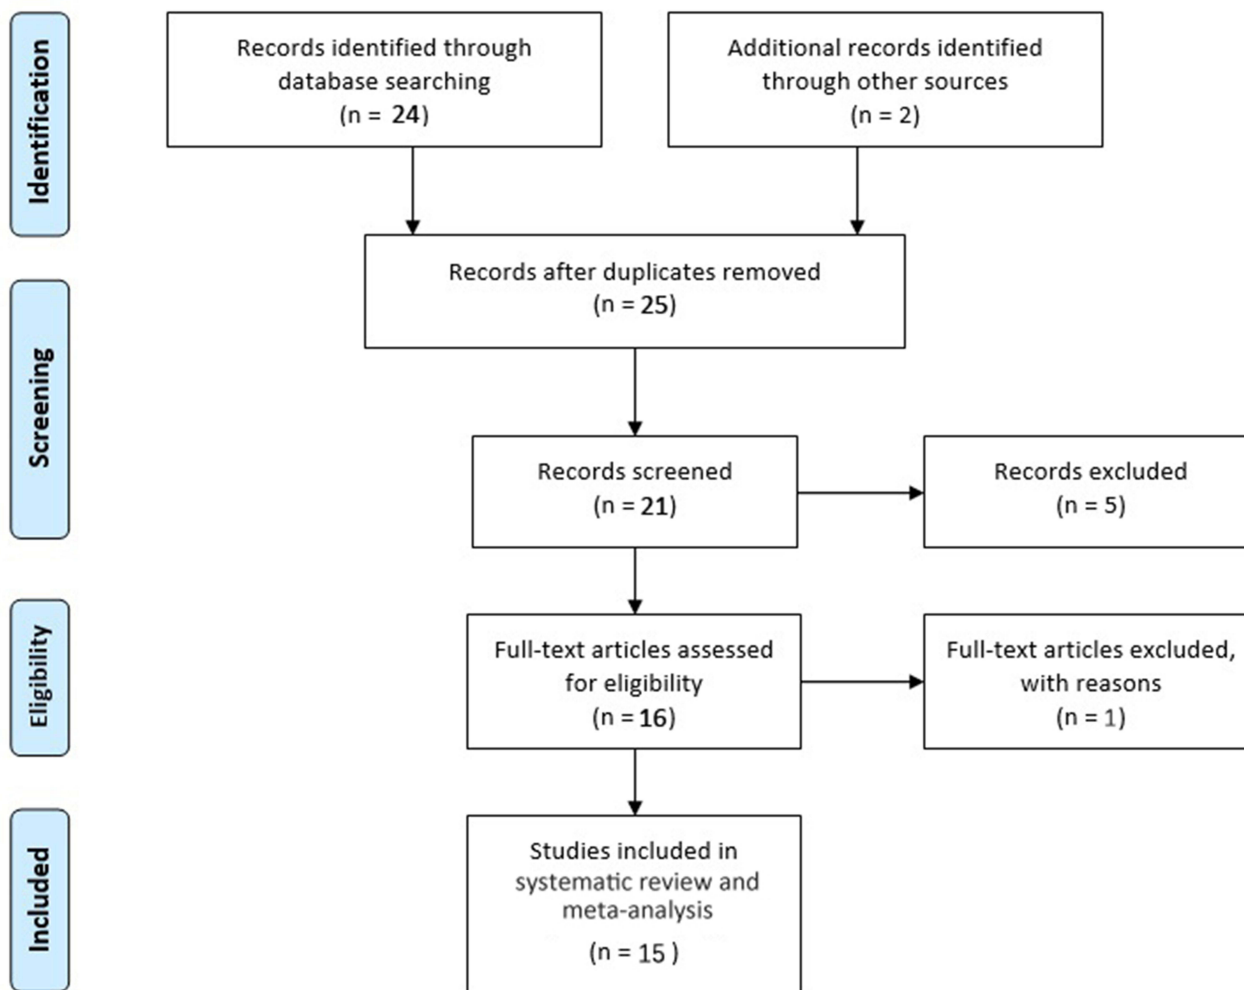 Identification
Records identified through
database searching
(n = 24)
Additional records identified
through other sources
(n = 2)
Records after duplicates removed
(n = 25)
Screening
Records screened
(n = 21)
Records excluded
(n = 5)
Eligibility
Full-text articles assessed
for eligibility
(n = 16)
Full-text articles excluded,
with reasons
(n = 1)
Included
Studies included in
systematic review and
meta-analysis
(n = 15 )